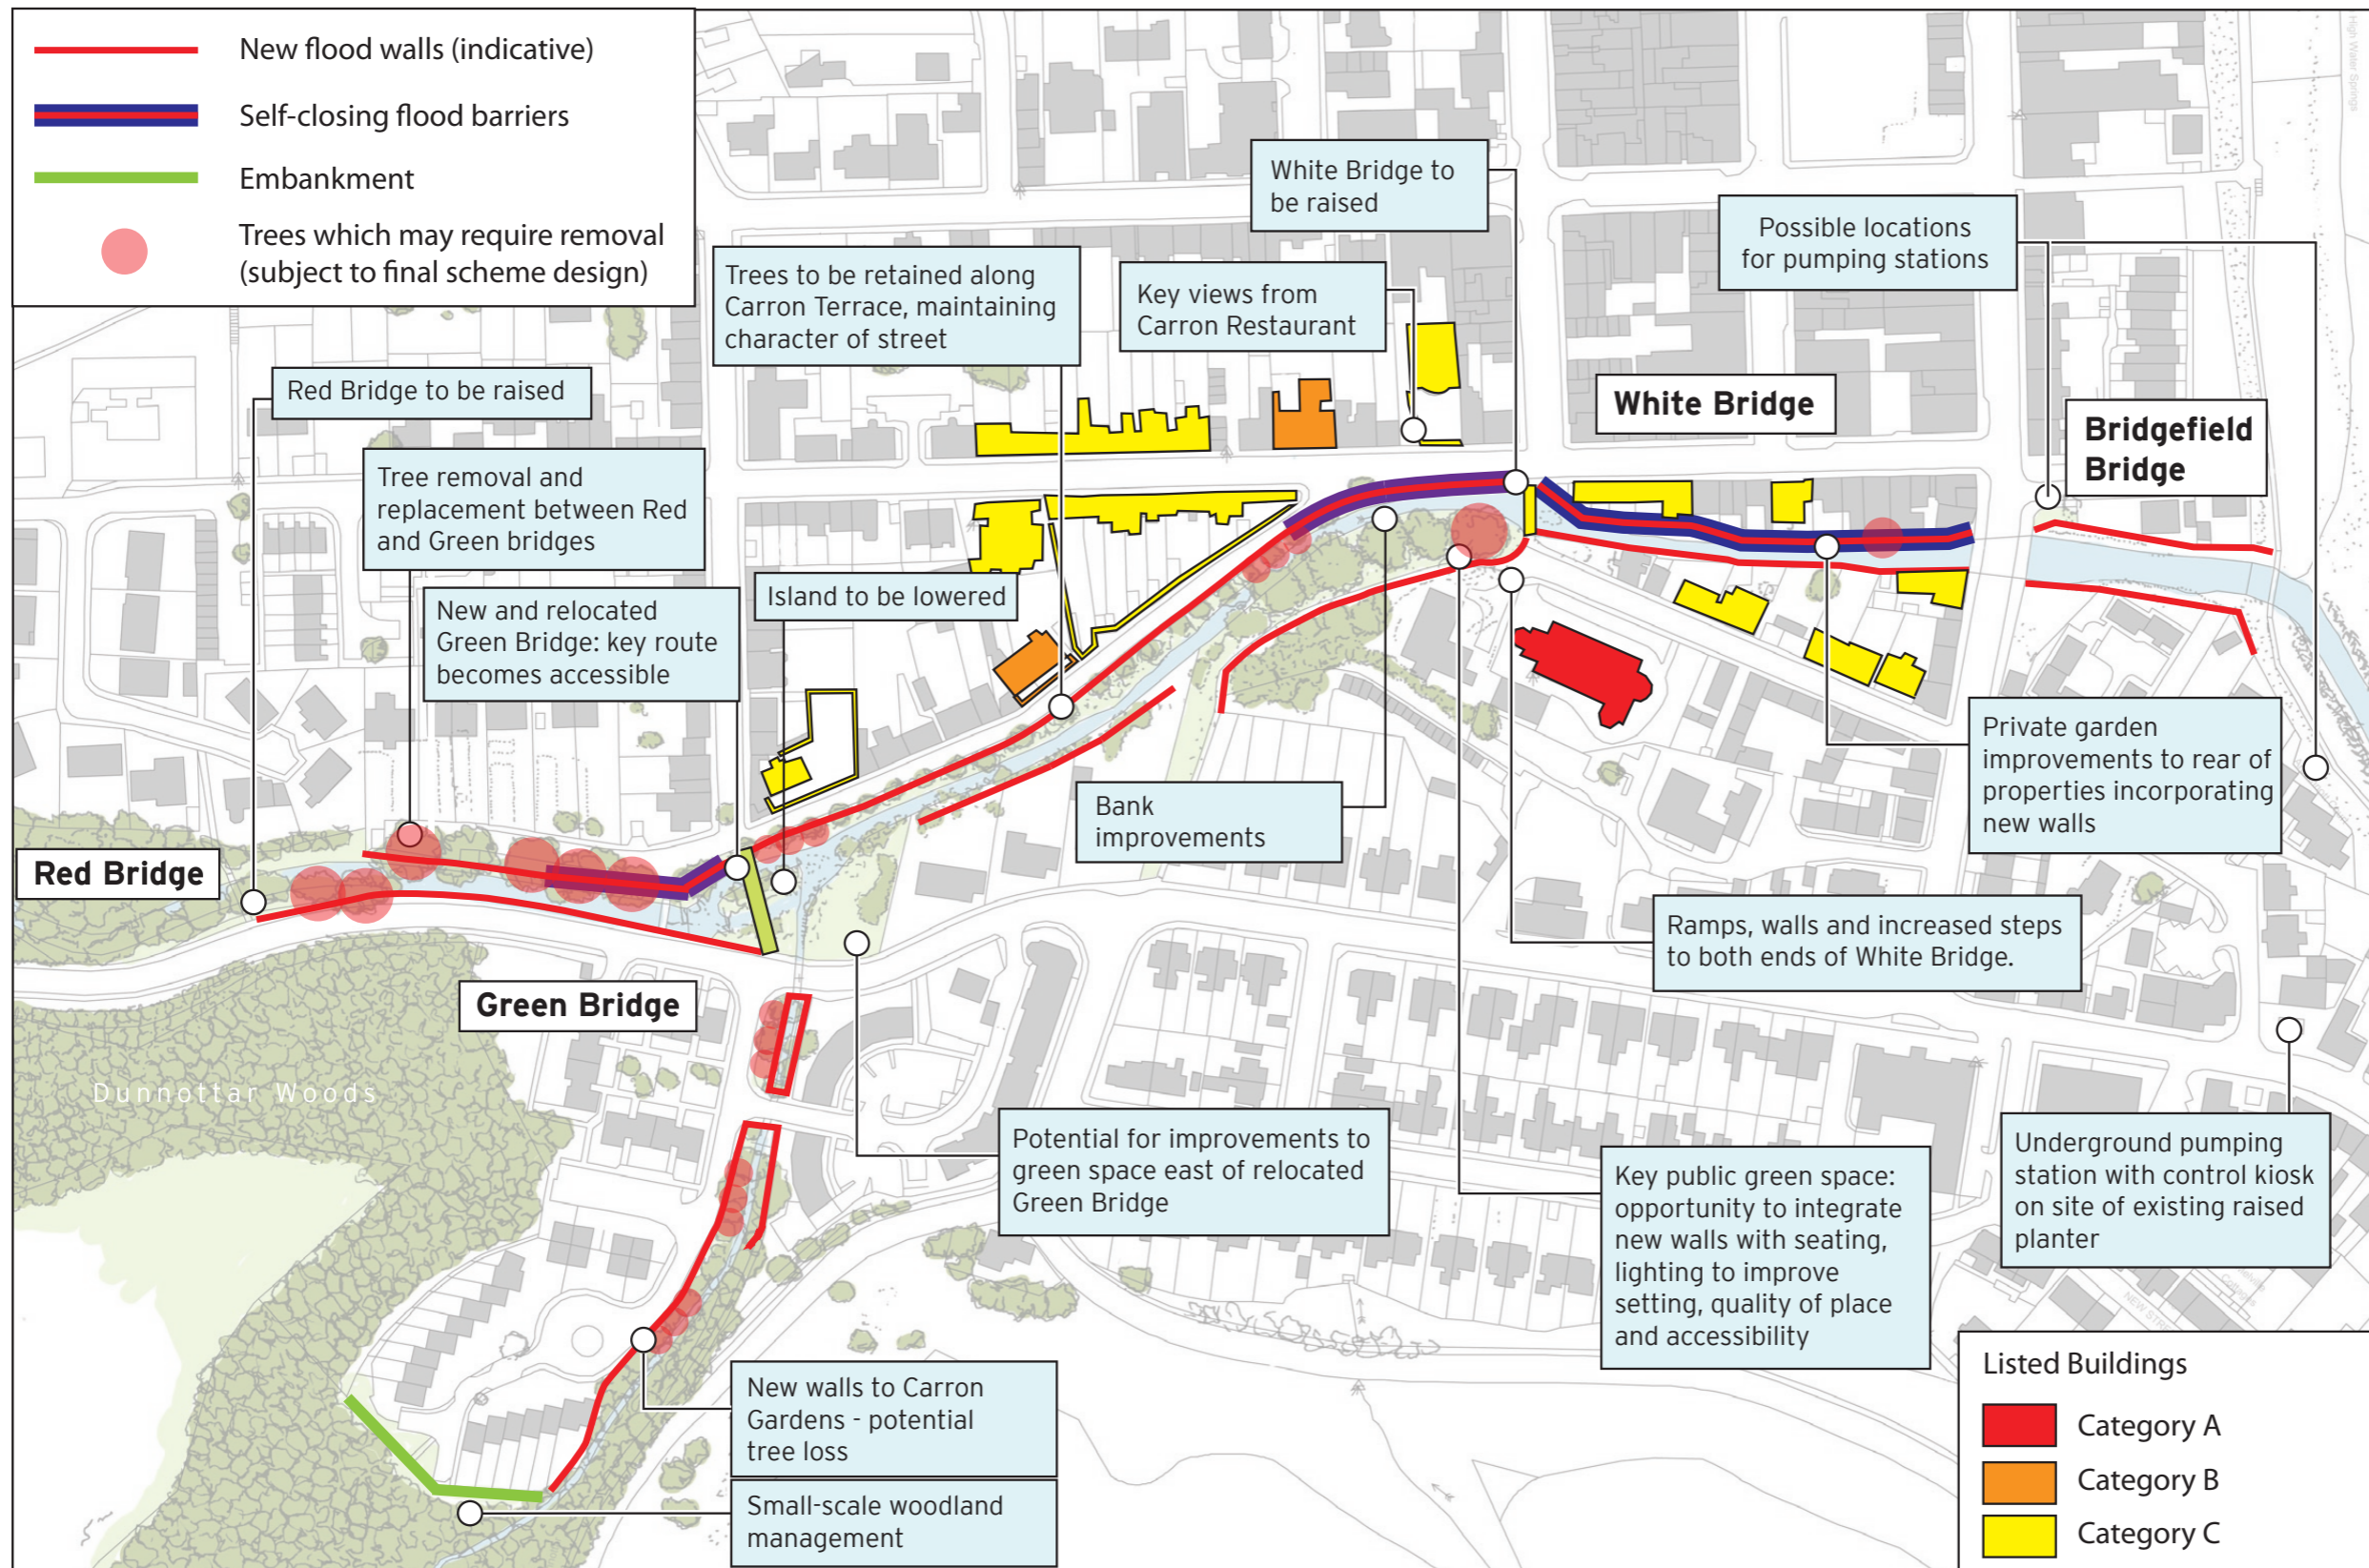 New flood walls (indicative)
Self-closing flood barriers
Embankment
Trees which may require removal
(subject to final scheme design)
High Water Springs
White Bridge to
be raised
Possible locations
for pumping stations
Trees to be retained along
Carron Terrace, maintaining
character of street
Key views from
Carron Restaurant
Red Bridge to be raised
White Bridge
Bridgefield
Bridge
Tree removal and
replacement between Red
and Green bridges
Island to be lowered
New and relocated
Green Bridge: key route
becomes accessible
Private garden
improvements to rear of
properties incorporating
new walls
Bank
improvements
Red Bridge
Ramps, walls and increased steps
to both ends of White Bridge.
Green Bridge
Dunnottar Woods
Potential for improvements to
green space east of relocated
Green Bridge
Underground pumping
station with control kiosk
on site of existing raised
planter
Key public green space:
opportunity to integrate
new walls with seating,
lighting to improve
setting, quality of place
and accessibility
NEW STR
New walls to Carron
Gardens - potential
tree loss
Small-scale woodland
management
Listed Buildings
Category A
Category B
Category C